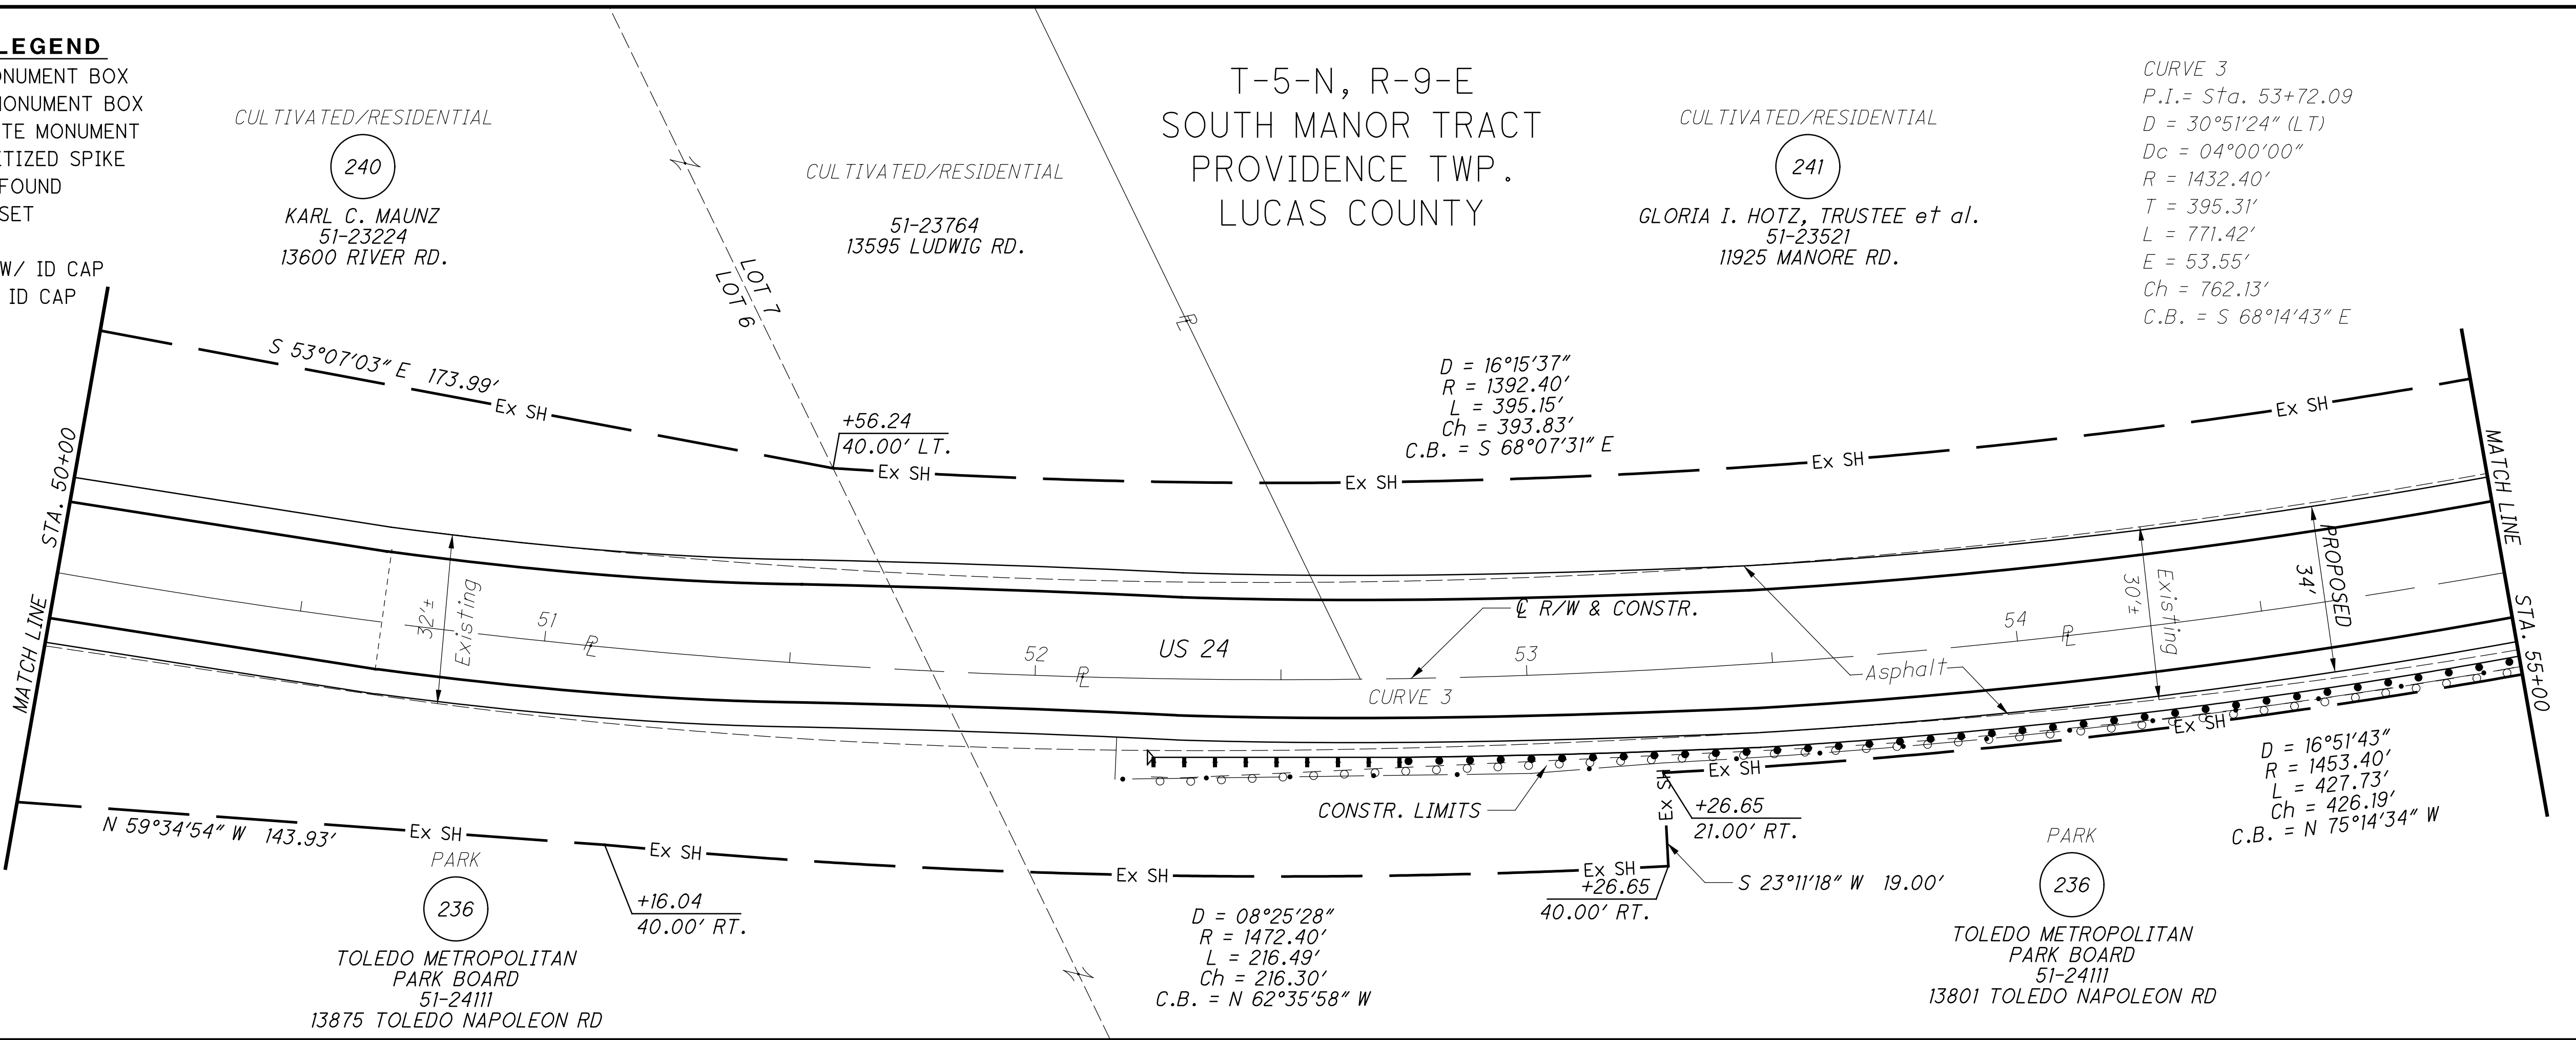 LEGEND
ONUMENT BOX
MONUMENT BOX
TE MONUMENT
ETIZED SPIKE
FOUND
SET
W/ ID CAP
ID CAP
CULTIVATED/RESIDENTIAL
240
KARL C. MAUNZ
51-23224
13600 RIVER RD.
CULTIVATED/RESIDENTIAL
51-23764
13595 LUDWIG RD.
LOT 7
LOT 6
T-5-N, R-9-E
SOUTH MANOR TRACT
PROVIDENCE TWP.
LUCAS COUNTY
CULTIVATED/RESIDENTIAL
241
GLORIA I. HOTZ, TRUSTEE et al.
51-23521
11925 MANORE RD.
CURVE 3
P.I.= Sta. 53+72.09
D = 30°51'24" (LT)
Dc = 04°00'00"
R = 1432.40'
T = 395.31'
L = 771.42'
E = 53.55'
Ch = 762.13'
C.B. = S 68°14'43" E
S 53°07'03" E 173.99'
Ex SH
+56.24
40.00' LT.
Ex SH
D = 16°15'37"
R = 1392.40'
L = 395.15'
Ch = 393.83'
C.B. = S 68°07'31" E
Ex SH
Ex SH
Ex SH
MATCH LINE STA. 50+00
MATCH LINE STA. 55+00
32'±
Existing
51
52
US 24
℄ R/W & CONSTR.
53
CURVE 3
54
Asphalt
30'±
Existing
34'
PROPOSED
PL
PL
PL
PL
N 59°34'54" W 143.93'
Ex SH
PARK
236
TOLEDO METROPOLITAN
PARK BOARD
51-24111
13875 TOLEDO NAPOLEON RD
Ex SH
+16.04
40.00' RT.
Ex SH
D = 08°25'28"
R = 1472.40'
L = 216.49'
Ch = 216.30'
C.B. = N 62°35'58" W
CONSTR. LIMITS
Ex SH
+26.65
40.00' RT.
Ex SH
Ex SH
+26.65
21.00' RT.
S 23°11'18" W 19.00'
Ex SH
PARK
236
TOLEDO METROPOLITAN
PARK BOARD
51-24111
13801 TOLEDO NAPOLEON RD
D = 16°51'43"
R = 1453.40'
L = 427.73'
Ch = 426.19'
C.B. = N 75°14'34" W